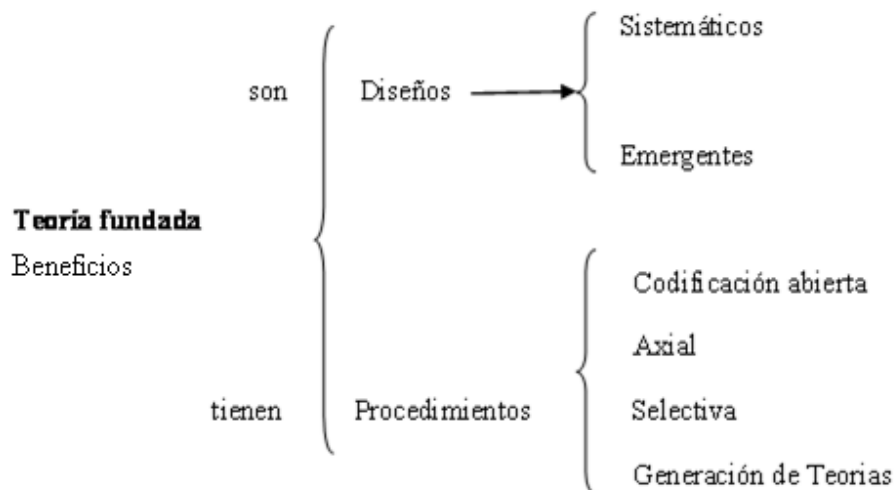 Teoría fundada
Beneficios
son
Diseños
Sistemáticos
Emergentes
tienen
Procedimientos
Codificación abierta
Axial
Selectiva
Generación de Teorias